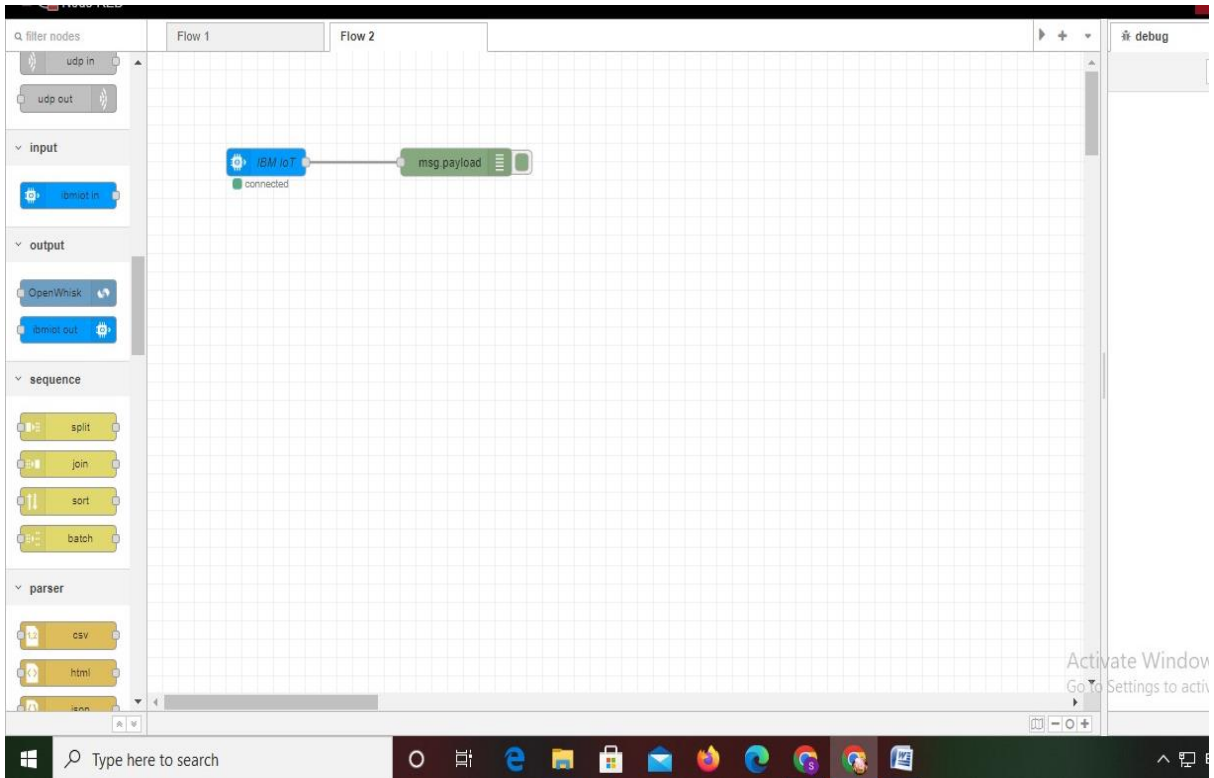 Node-RED
filter nodes
Flow 1
Flow 2
debug
udp in
udp out
input
ibmiot in
output
OpenWhisk
ibmiot out
sequence
split
join
sort
batch
parser
csv
html
json
IBM IoT
connected
msg.payload
Activate Window
Go to Settings to activ
Type here to search